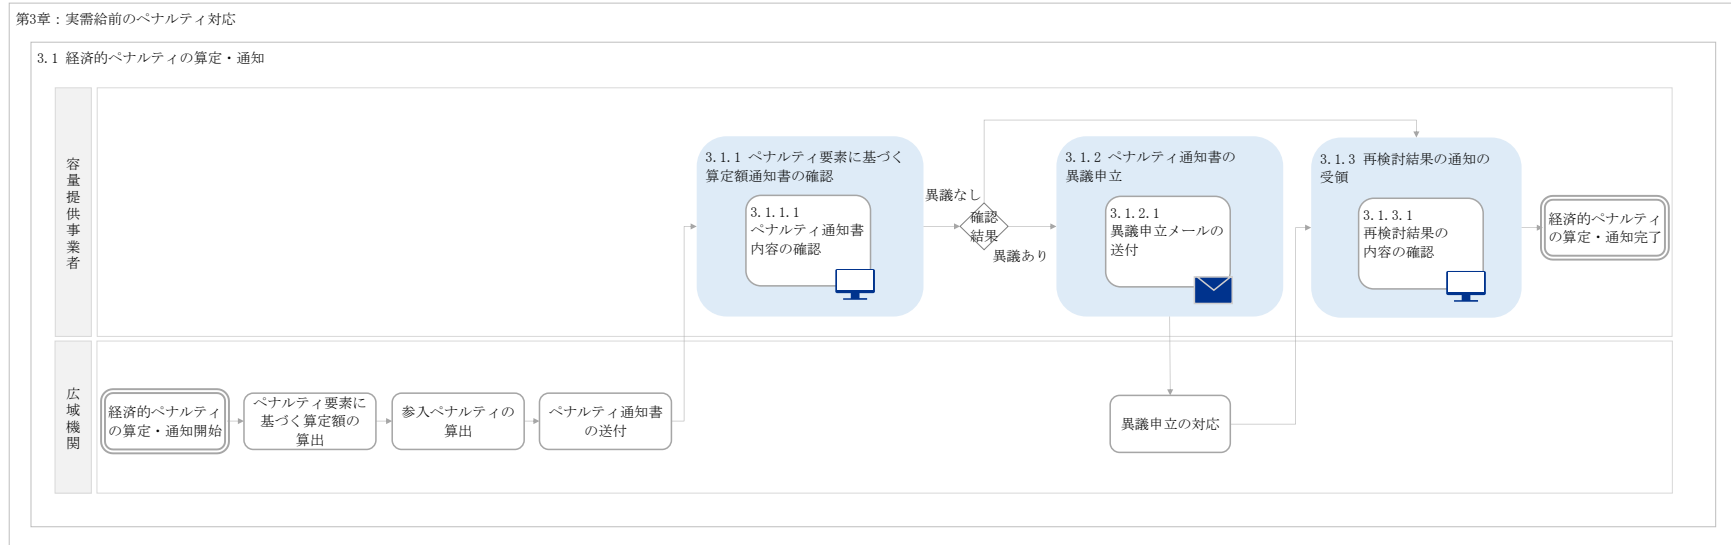 第3章：実需給前のペナルティ対応
3.1 経済的ペナルティの算定・通知
容量提供事業者
3.1.1 ペナルティ要素に基づく
算定額通知書の確認
3.1.1.1
ペナルティ通知書
内容の確認
異議なし
確認
結果
異議あり
3.1.2 ペナルティ通知書の
異議申立
3.1.2.1
異議申立メールの
送付
3.1.3 再検討結果の通知の
受領
3.1.3.1
再検討結果の
内容の確認
経済的ペナルティ
の算定・通知完了
広域機関
経済的ペナルティ
の算定・通知開始
ペナルティ要素に
基づく算定額の
算出
参入ペナルティの
算出
ペナルティ通知書
の送付
異議申立の対応